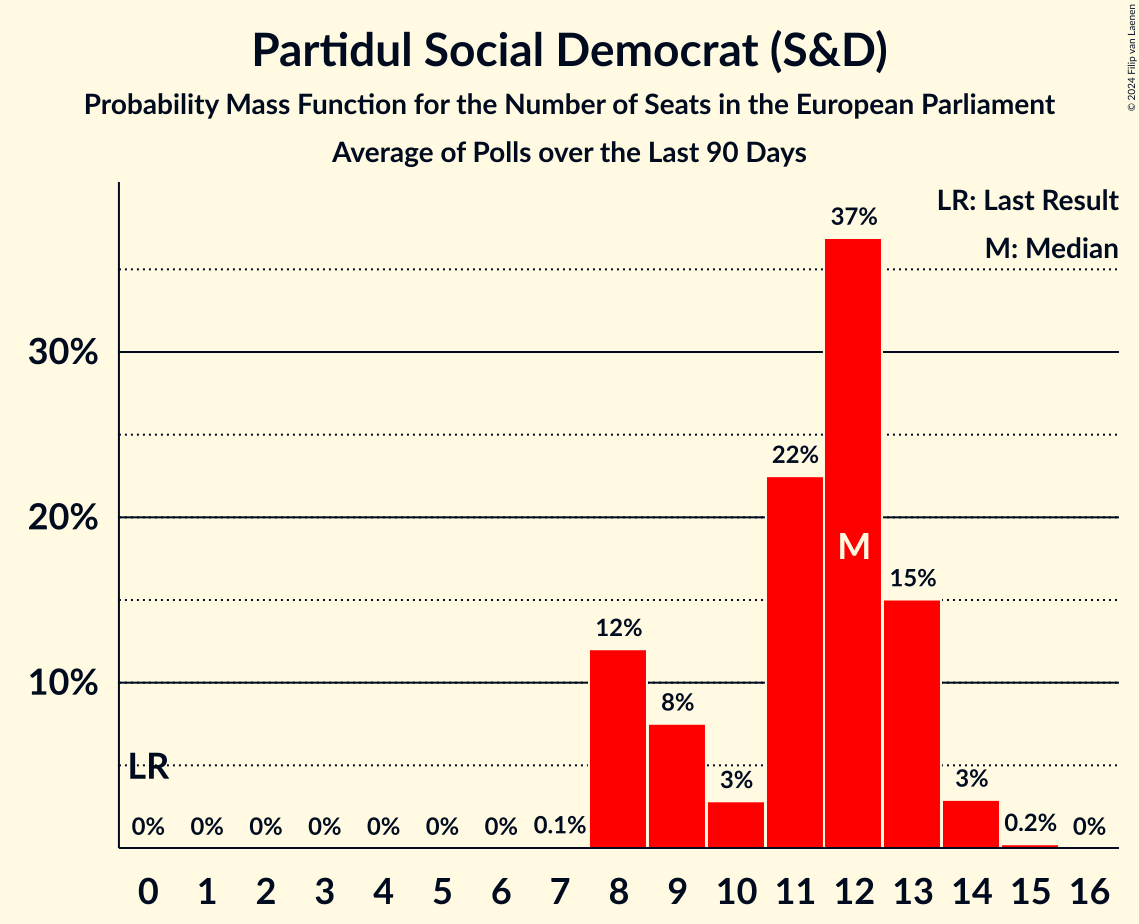 Partidul Social Democrat (S&D)
Probability Mass Function for the Number of Seats in the European Parliament
Average of Polls over the Last 90 Days
© 2024 Filip van Laenen
LR: Last Result
M: Median
37%
30%
22%
20%
M
15%
12%
10%
8%
LR
3%
3%
0% 0% 0% 0% 0% 0% 0% 0.1% 0.2% 0%
0 1 2 3 4 5 6 7 8 9 10 11 12 13 14 15 16